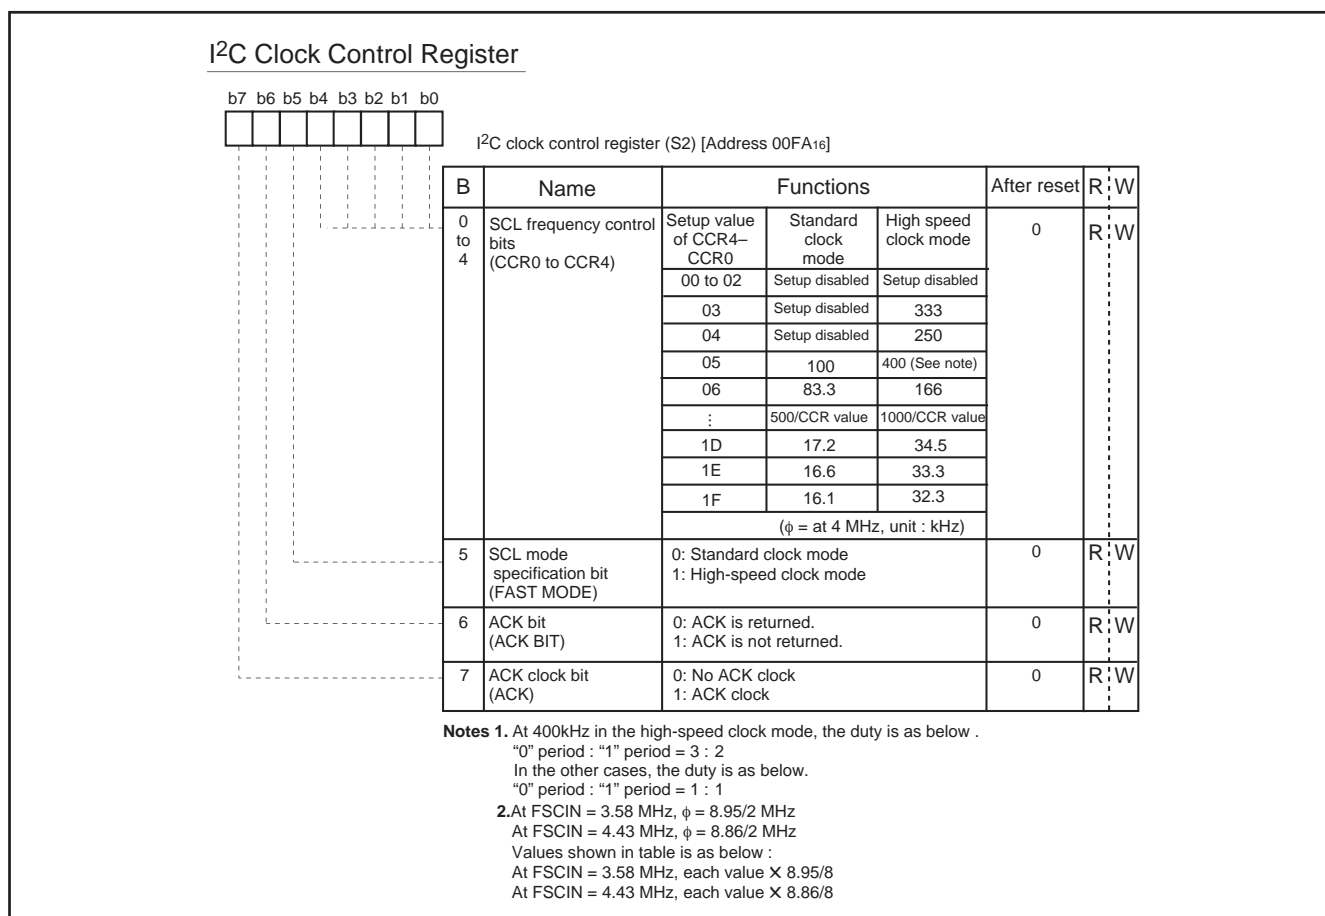 I²C Clock Control Register
b7 b6 b5 b4 b3 b2 b1 b0
I²C clock control register (S2) [Address 00FA₁₆]
B Name Functions After reset R W
0 to 4 SCL frequency control bits (CCR0 to CCR4) 0 R W
Setup value of CCR4–CCR0 Standard clock mode High speed clock mode
00 to 02 Setup disabled Setup disabled
03 Setup disabled 333
04 Setup disabled 250
05 100 400 (See note)
06 83.3 166
⋮ 500/CCR value 1000/CCR value
1D 17.2 34.5
1E 16.6 33.3
1F 16.1 32.3
(ϕ = at 4 MHz, unit : kHz)
5 SCL mode 0: Standard clock mode 0 R W
specification bit 1: High-speed clock mode
(FAST MODE)
6 ACK bit 0: ACK is returned. 0 R W
(ACK BIT) 1: ACK is not returned.
7 ACK clock bit 0: No ACK clock 0 R W
(ACK) 1: ACK clock
Notes 1. At 400kHz in the high-speed clock mode, the duty is as below .
“0” period : “1” period = 3 : 2
In the other cases, the duty is as below.
“0” period : “1” period = 1 : 1
2.At FSCIN = 3.58 MHz, ϕ = 8.95/2 MHz
At FSCIN = 4.43 MHz, ϕ = 8.86/2 MHz
Values shown in table is as below :
At FSCIN = 3.58 MHz, each value ✕ 8.95/8
At FSCIN = 4.43 MHz, each value ✕ 8.86/8